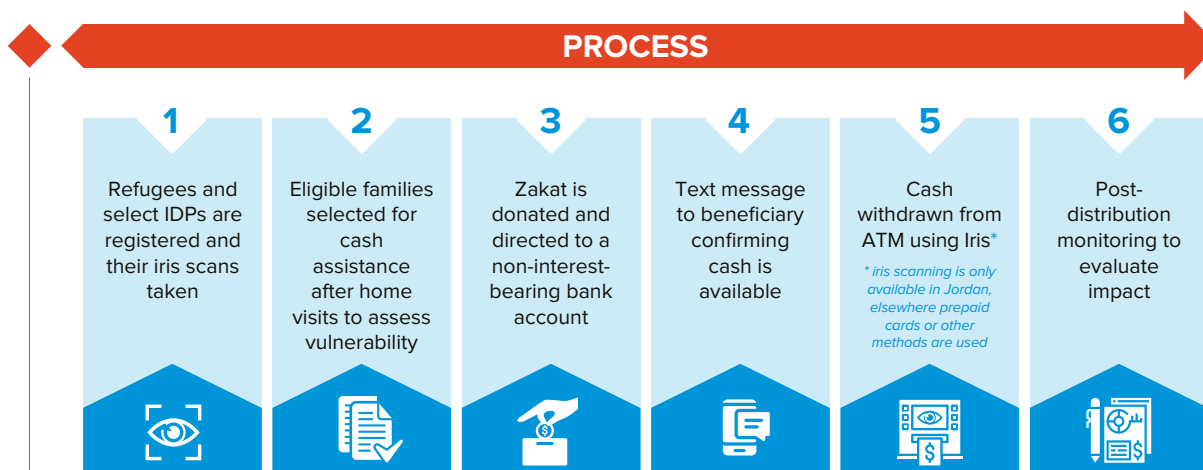 PROCESS
1
Refugees and
select IDPs are
registered and
their iris scans
taken
2
Eligible families
selected for
cash
assistance
after home
visits to assess
vulnerability
3
Zakat is
donated and
directed to a
non-interest-
bearing bank
account
4
Text message
to beneficiary
confirming
cash is
available
5
Cash
withdrawn from
ATM using Iris*
* iris scanning is only
available in Jordan,
elsewhere prepaid
cards or other
methods are used
6
Post-
distribution
monitoring to
evaluate
impact
$
$
$